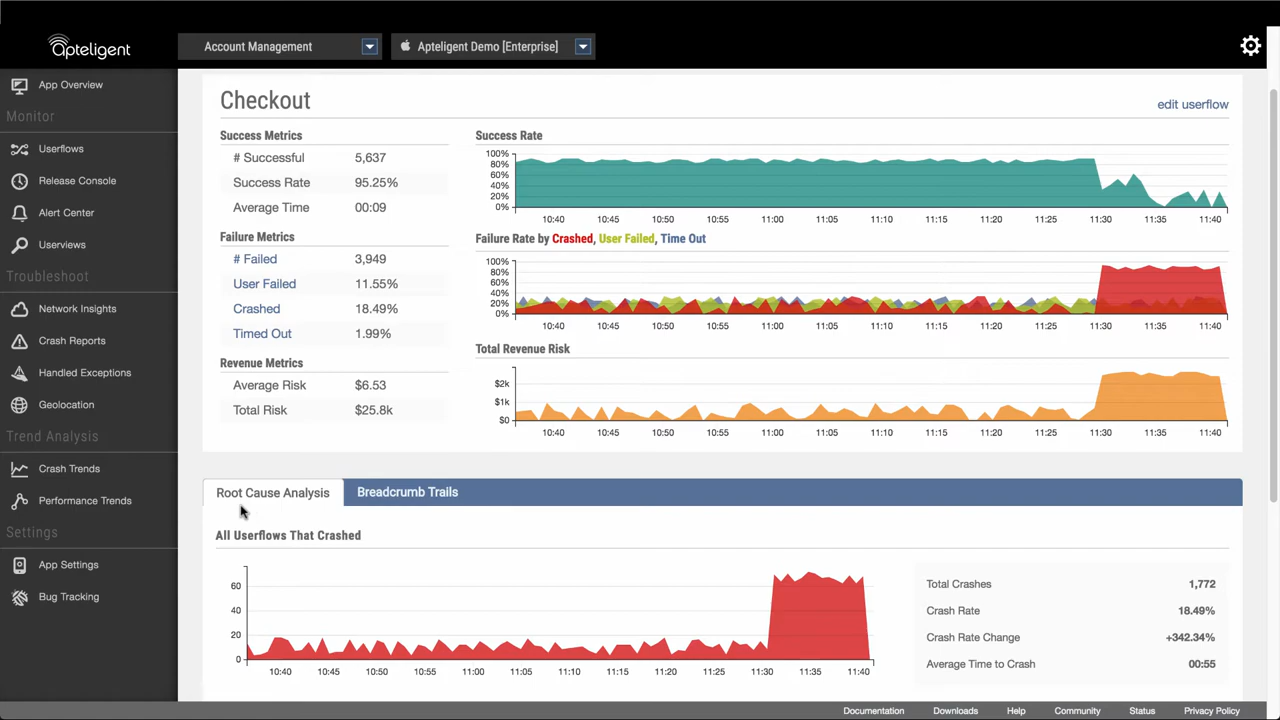 apteligent
Account Management
Apteligent Demo [Enterprise]
App Overview
Monitor
Userflows
Release Console
Alert Center
Userviews
Troubleshoot
Network Insights
Crash Reports
Handled Exceptions
Geolocation
Trend Analysis
Crash Trends
Performance Trends
Settings
App Settings
Bug Tracking
Checkout
edit userflow
Success Metrics
# Successful 5,637
Success Rate 95.25%
Average Time 00:09
Failure Metrics
# Failed 3,949
User Failed 11.55%
Crashed 18.49%
Timed Out 1.99%
Revenue Metrics
Average Risk $6.53
Total Risk $25.8k
Success Rate
100%
80%
60%
40%
20%
0%
10:40 10:45 10:50 10:55 11:00 11:05 11:10 11:15 11:20 11:25 11:30 11:35 11:40
Failure Rate by Crashed, User Failed, Time Out
100%
80%
60%
40%
20%
0%
10:40 10:45 10:50 10:55 11:00 11:05 11:10 11:15 11:20 11:25 11:30 11:35 11:40
Total Revenue Risk
$2k
$1k
$0
10:40 10:45 10:50 10:55 11:00 11:05 11:10 11:15 11:20 11:25 11:30 11:35 11:40
Root Cause Analysis Breadcrumb Trails
All Userflows That Crashed
60
40
20
0
10:40 10:45 10:50 10:55 11:00 11:05 11:10 11:15 11:20 11:25 11:30 11:35 11:40
Total Crashes 1,772
Crash Rate 18.49%
Crash Rate Change +342.34%
Average Time to Crash 00:55
Documentation Downloads Help Community Status Privacy Policy